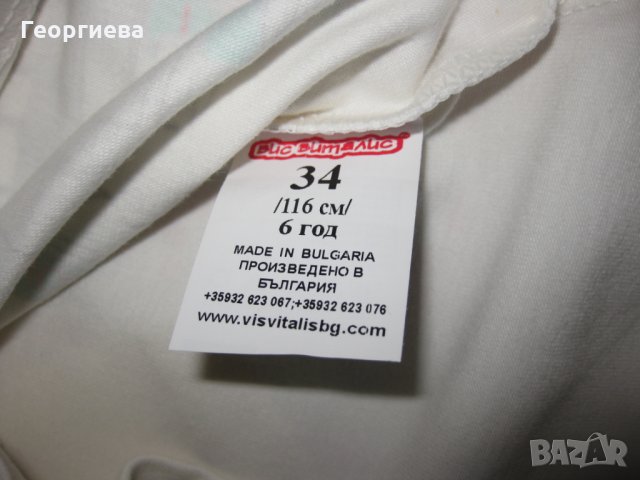 Георгиева
вис виталис
34
/116 см/
6 год
MADE IN BULGARIA
ПРОИЗВЕДЕНО В
БЪЛГАРИЯ
+35932 623 067;+35932 623 076
www.visvitalisbg.com
BAZAR